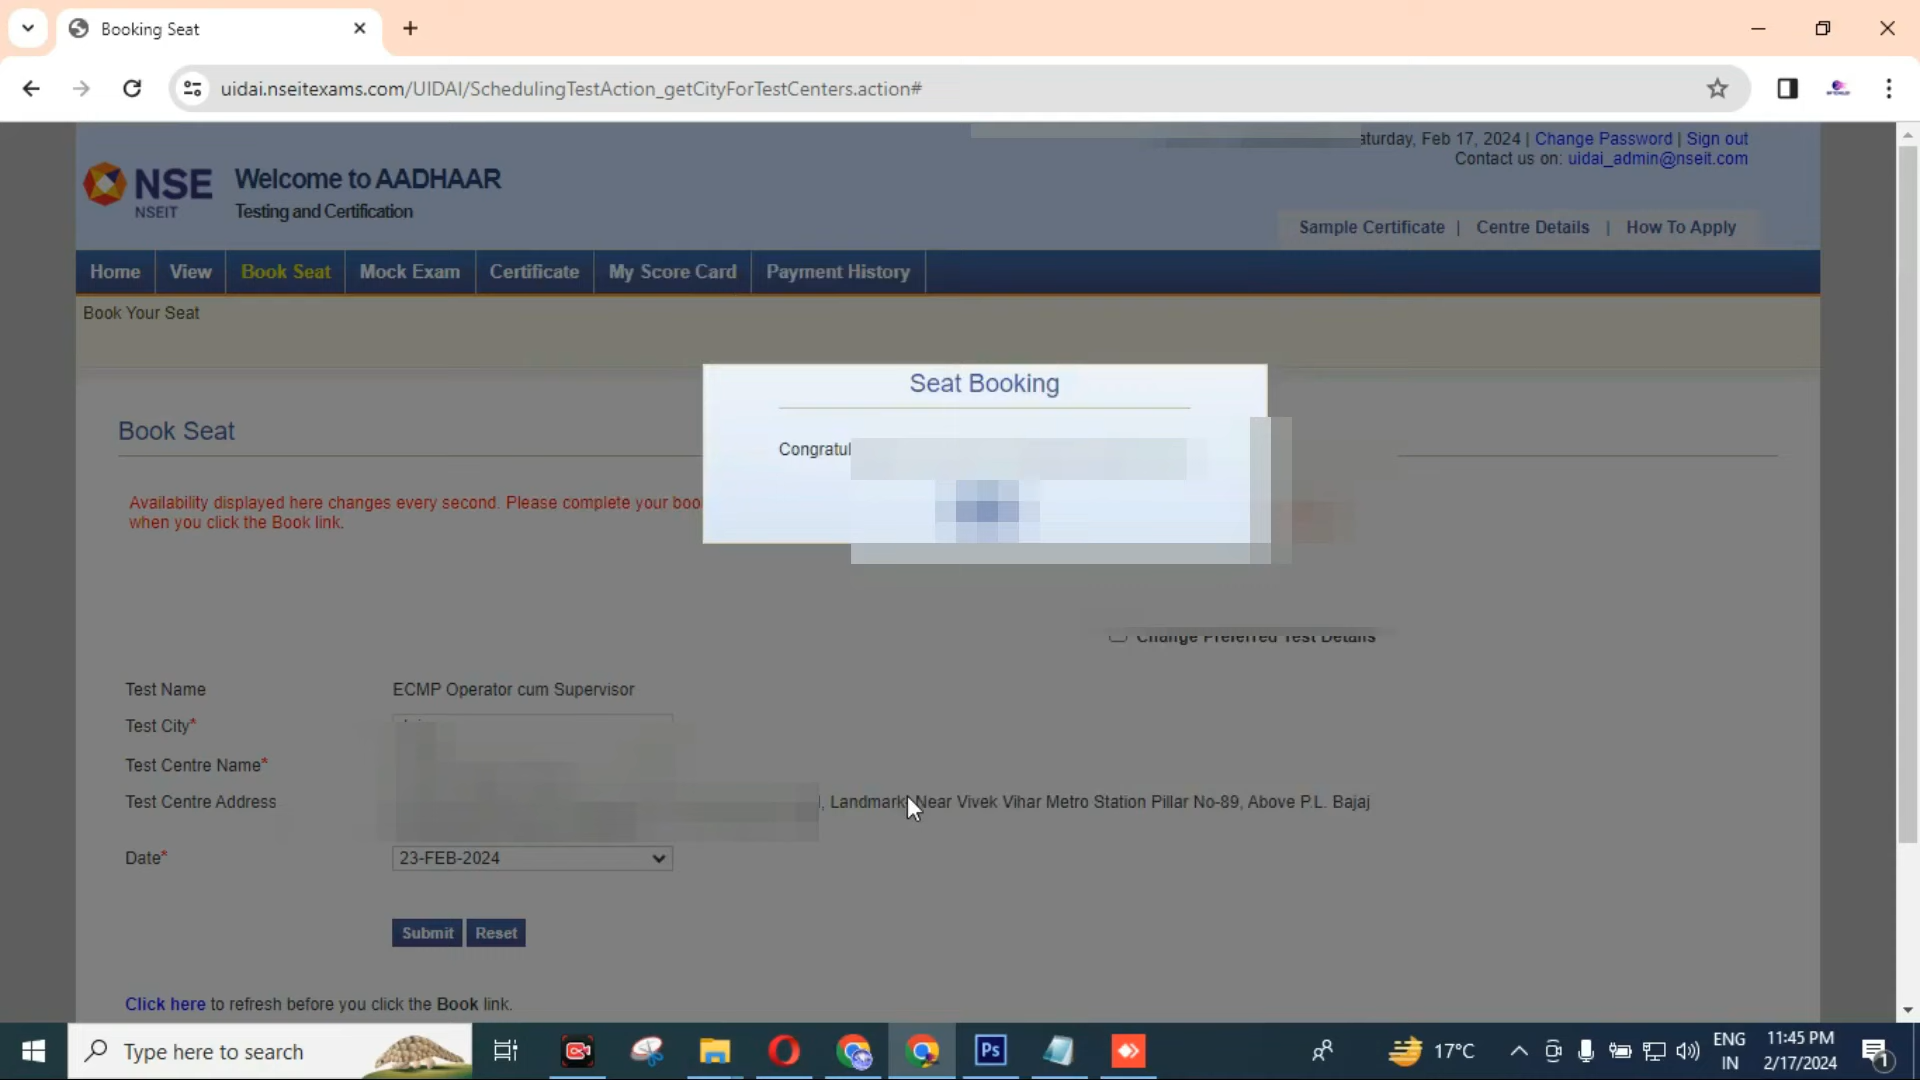 Booking Seat
uidai.nseitexams.com/UIDAI/SchedulingTestAction_getCityForTestCenters.action#
aturday, Feb 17, 2024 | Change Password | Sign out
Contact us on: uidai_admin@nseit.com
NSE
NSEIT
Welcome to AADHAAR
Testing and Certification
Sample Certificate | Centre Details | How To Apply
Home View Book Seat Mock Exam Certificate My Score Card Payment History
Book Your Seat
Seat Booking
Congratul
Book Seat
Availability displayed here changes every second. Please complete your boo
when you click the Book link.
Change Preferred Test Details
Test Name ECMP Operator cum Supervisor
Test City*
Test Centre Name*
Test Centre Address , Landmark Near Vivek Vihar Metro Station Pillar No-89, Above P.L. Bajaj
Date* 23-FEB-2024
Submit Reset
Click here to refresh before you click the Book link.
Type here to search
Ps
17°C
ENG
IN
11:45 PM
2/17/2024
1